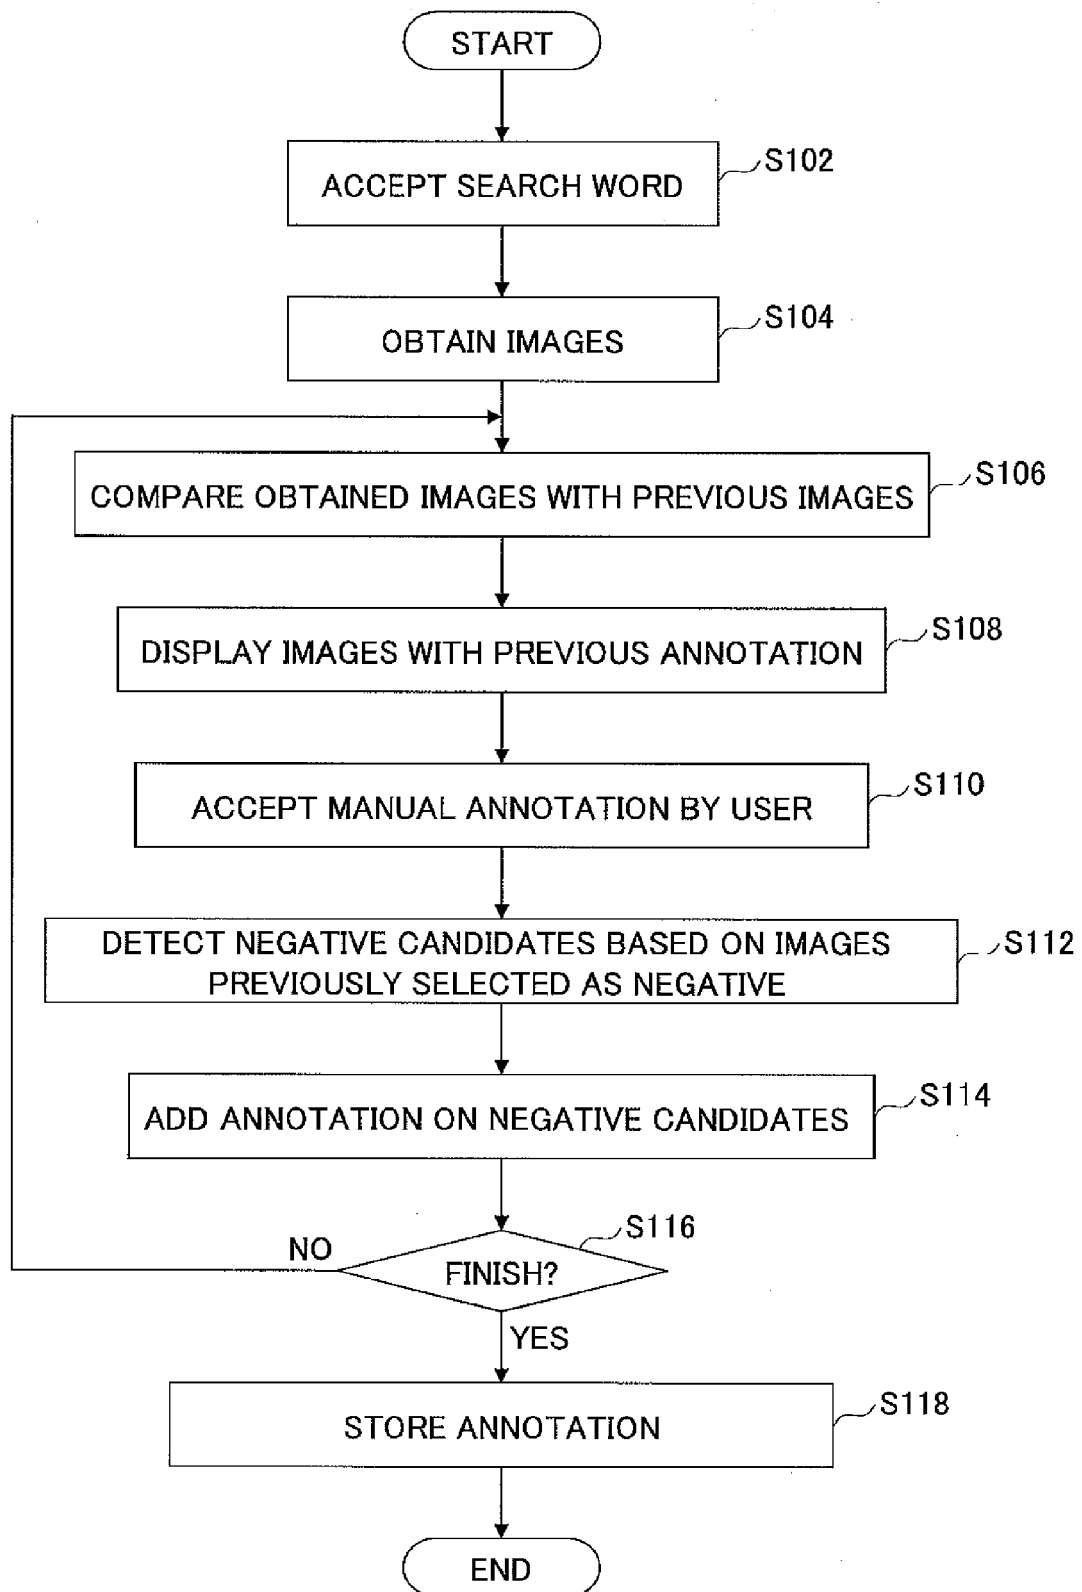 START
ACCEPT SEARCH WORD
S102
OBTAIN IMAGES
S104
COMPARE OBTAINED IMAGES WITH PREVIOUS IMAGES
S106
DISPLAY IMAGES WITH PREVIOUS ANNOTATION
S108
ACCEPT MANUAL ANNOTATION BY USER
S110
DETECT NEGATIVE CANDIDATES BASED ON IMAGES
PREVIOUSLY SELECTED AS NEGATIVE
S112
ADD ANNOTATION ON NEGATIVE CANDIDATES
S114
S116
NO
FINISH?
YES
STORE ANNOTATION
S118
END